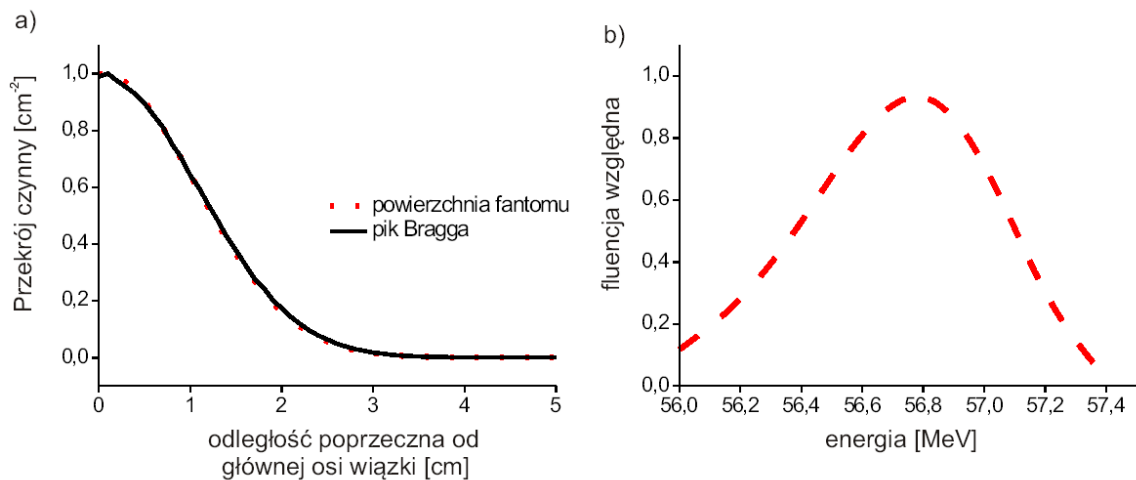 a)
Przekrój czynny [cm-2]
1,0
0,8
0,6
0,4
0,2
0,0
powierzchnia fantomu
pik Bragga
0 1 2 3 4 5
odległość poprzeczna od
głównej osi wiązki [cm]
b)
fluencja względna
1,0
0,8
0,6
0,4
0,2
0,0
56,0 56,2 56,4 56,6 56,8 57,0 57,2 57,4
energia [MeV]